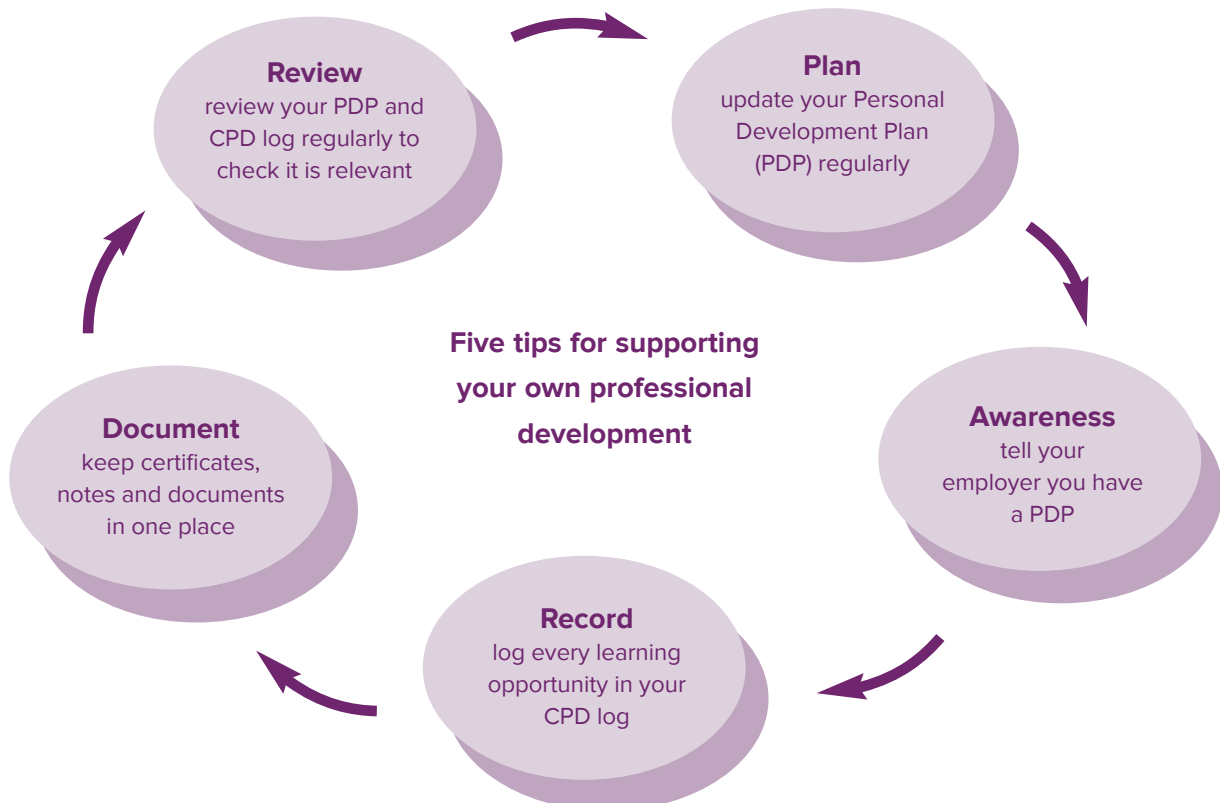 Five tips for supporting
your own professional
development
Plan
update your Personal
Development Plan
(PDP) regularly
Awareness
tell your
employer you have
a PDP
Record
log every learning
opportunity in your
CPD log
Document
keep certificates,
notes and documents
in one place
Review
review your PDP and
CPD log regularly to
check it is relevant